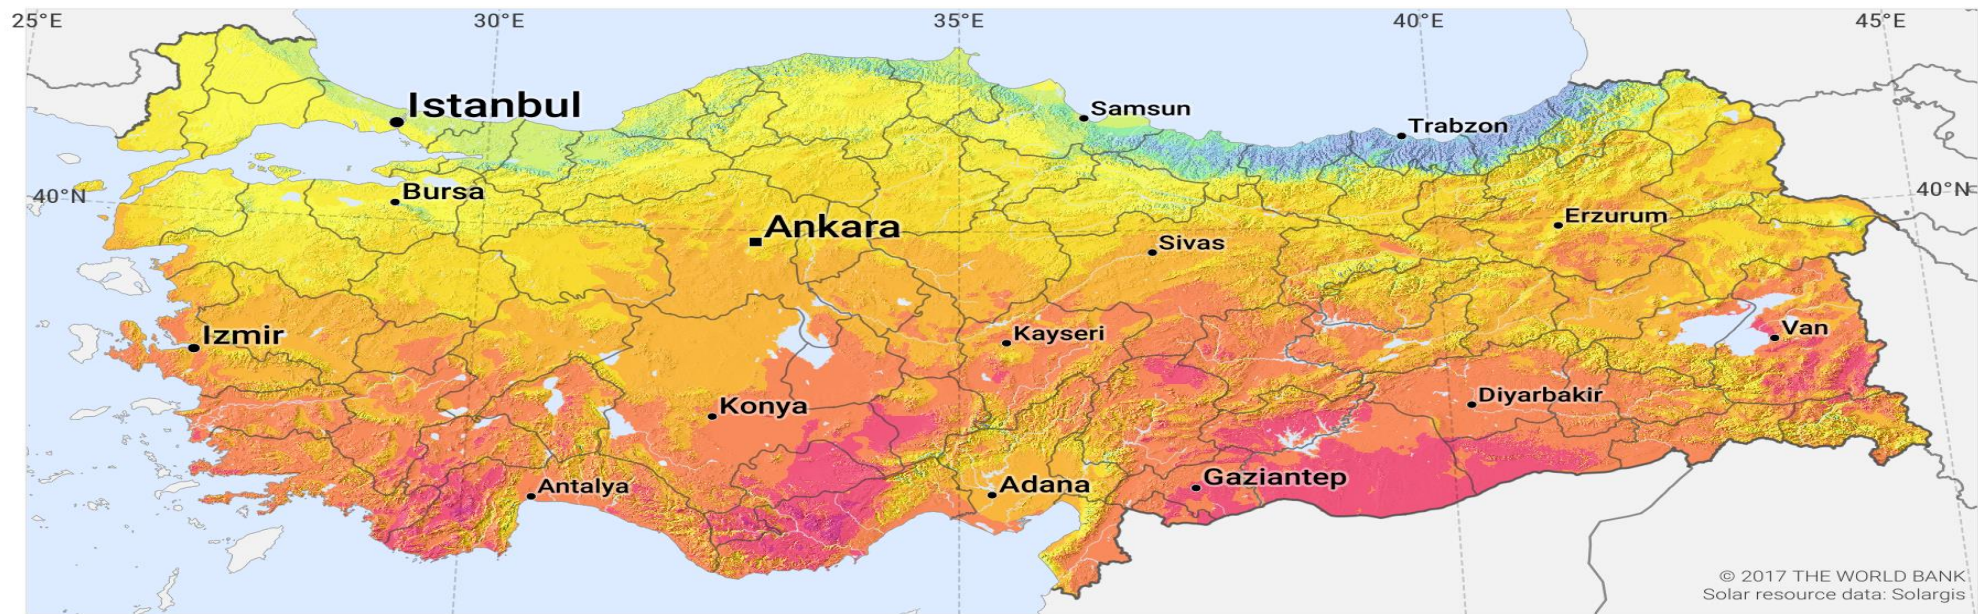 25°E
30°E
35°E
40°E
45°E
Istanbul
Samsun
Trabzon
40°N
Bursa
40°N
Ankara
Erzurum
Sivas
Izmir
Kayseri
Van
Konya
Diyarbakir
Antalya
Adana
Gaziantep
© 2017 THE WORLD BANK
Solar resource data: Solargis